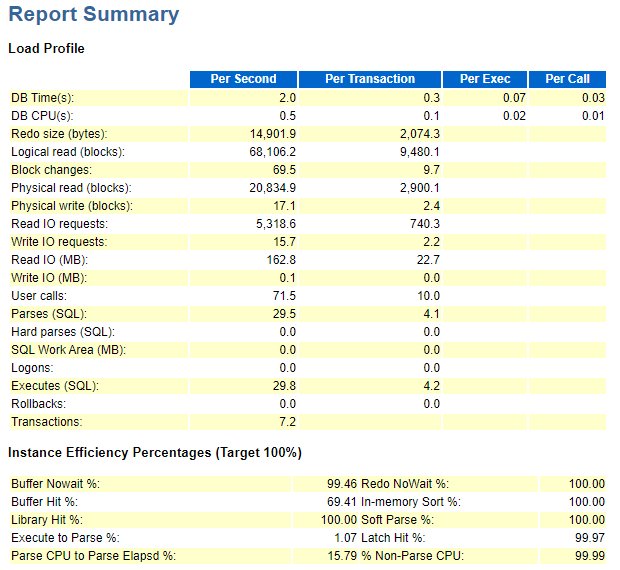 Report Summary
Load Profile
Per Second Per Transaction Per Exec Per Call
DB Time(s): 2.0 0.3 0.07 0.03
DB CPU(s): 0.5 0.1 0.02 0.01
Redo size (bytes): 14,901.9 2,074.3
Logical read (blocks): 68,106.2 9,480.1
Block changes: 69.5 9.7
Physical read (blocks): 20,834.9 2,900.1
Physical write (blocks): 17.1 2.4
Read IO requests: 5,318.6 740.3
Write IO requests: 15.7 2.2
Read IO (MB): 162.8 22.7
Write IO (MB): 0.1 0.0
User calls: 71.5 10.0
Parses (SQL): 29.5 4.1
Hard parses (SQL): 0.0 0.0
SQL Work Area (MB): 0.0 0.0
Logons: 0.0 0.0
Executes (SQL): 29.8 4.2
Rollbacks: 0.0 0.0
Transactions: 7.2
Instance Efficiency Percentages (Target 100%)
Buffer Nowait %: 99.46 Redo NoWait %: 100.00
Buffer Hit %: 69.41 In-memory Sort %: 100.00
Library Hit %: 100.00 Soft Parse %: 100.00
Execute to Parse %: 1.07 Latch Hit %: 99.97
Parse CPU to Parse Elapsd %: 15.79 % Non-Parse CPU: 99.99